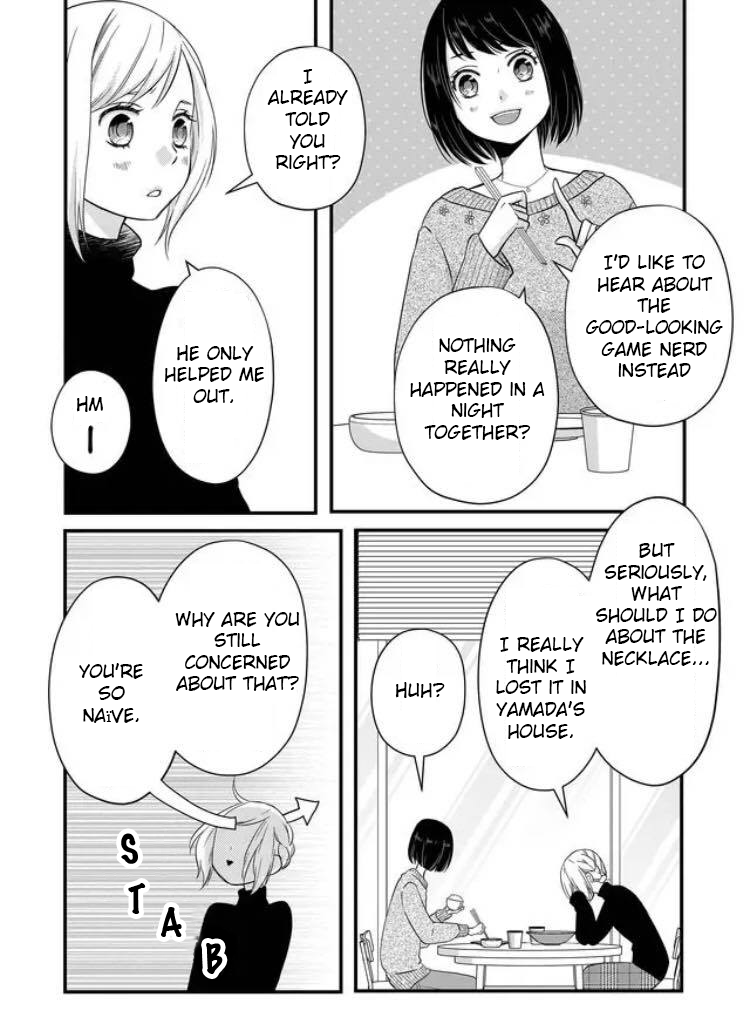 I'D LIKE TO
HEAR ABOUT
THE
GOOD-LOOKING
GAME NERD
INSTEAD
NOTHING
REALLY
HAPPENED IN A
NIGHT
TOGETHER?
I
ALREADY
TOLD
YOU
RIGHT?
HE ONLY
HELPED ME
OUT.
HM
I
BUT
SERIOUSLY,
WHAT
SHOULD I DO
ABOUT THE
NECKLACE...
I REALLY
THINK I
LOST IT IN
YAMADA'S
HOUSE.
HUH?
WHY ARE YOU
STILL
CONCERNED
ABOUT THAT?
YOU'RE
SO
NAïVE.
STAB